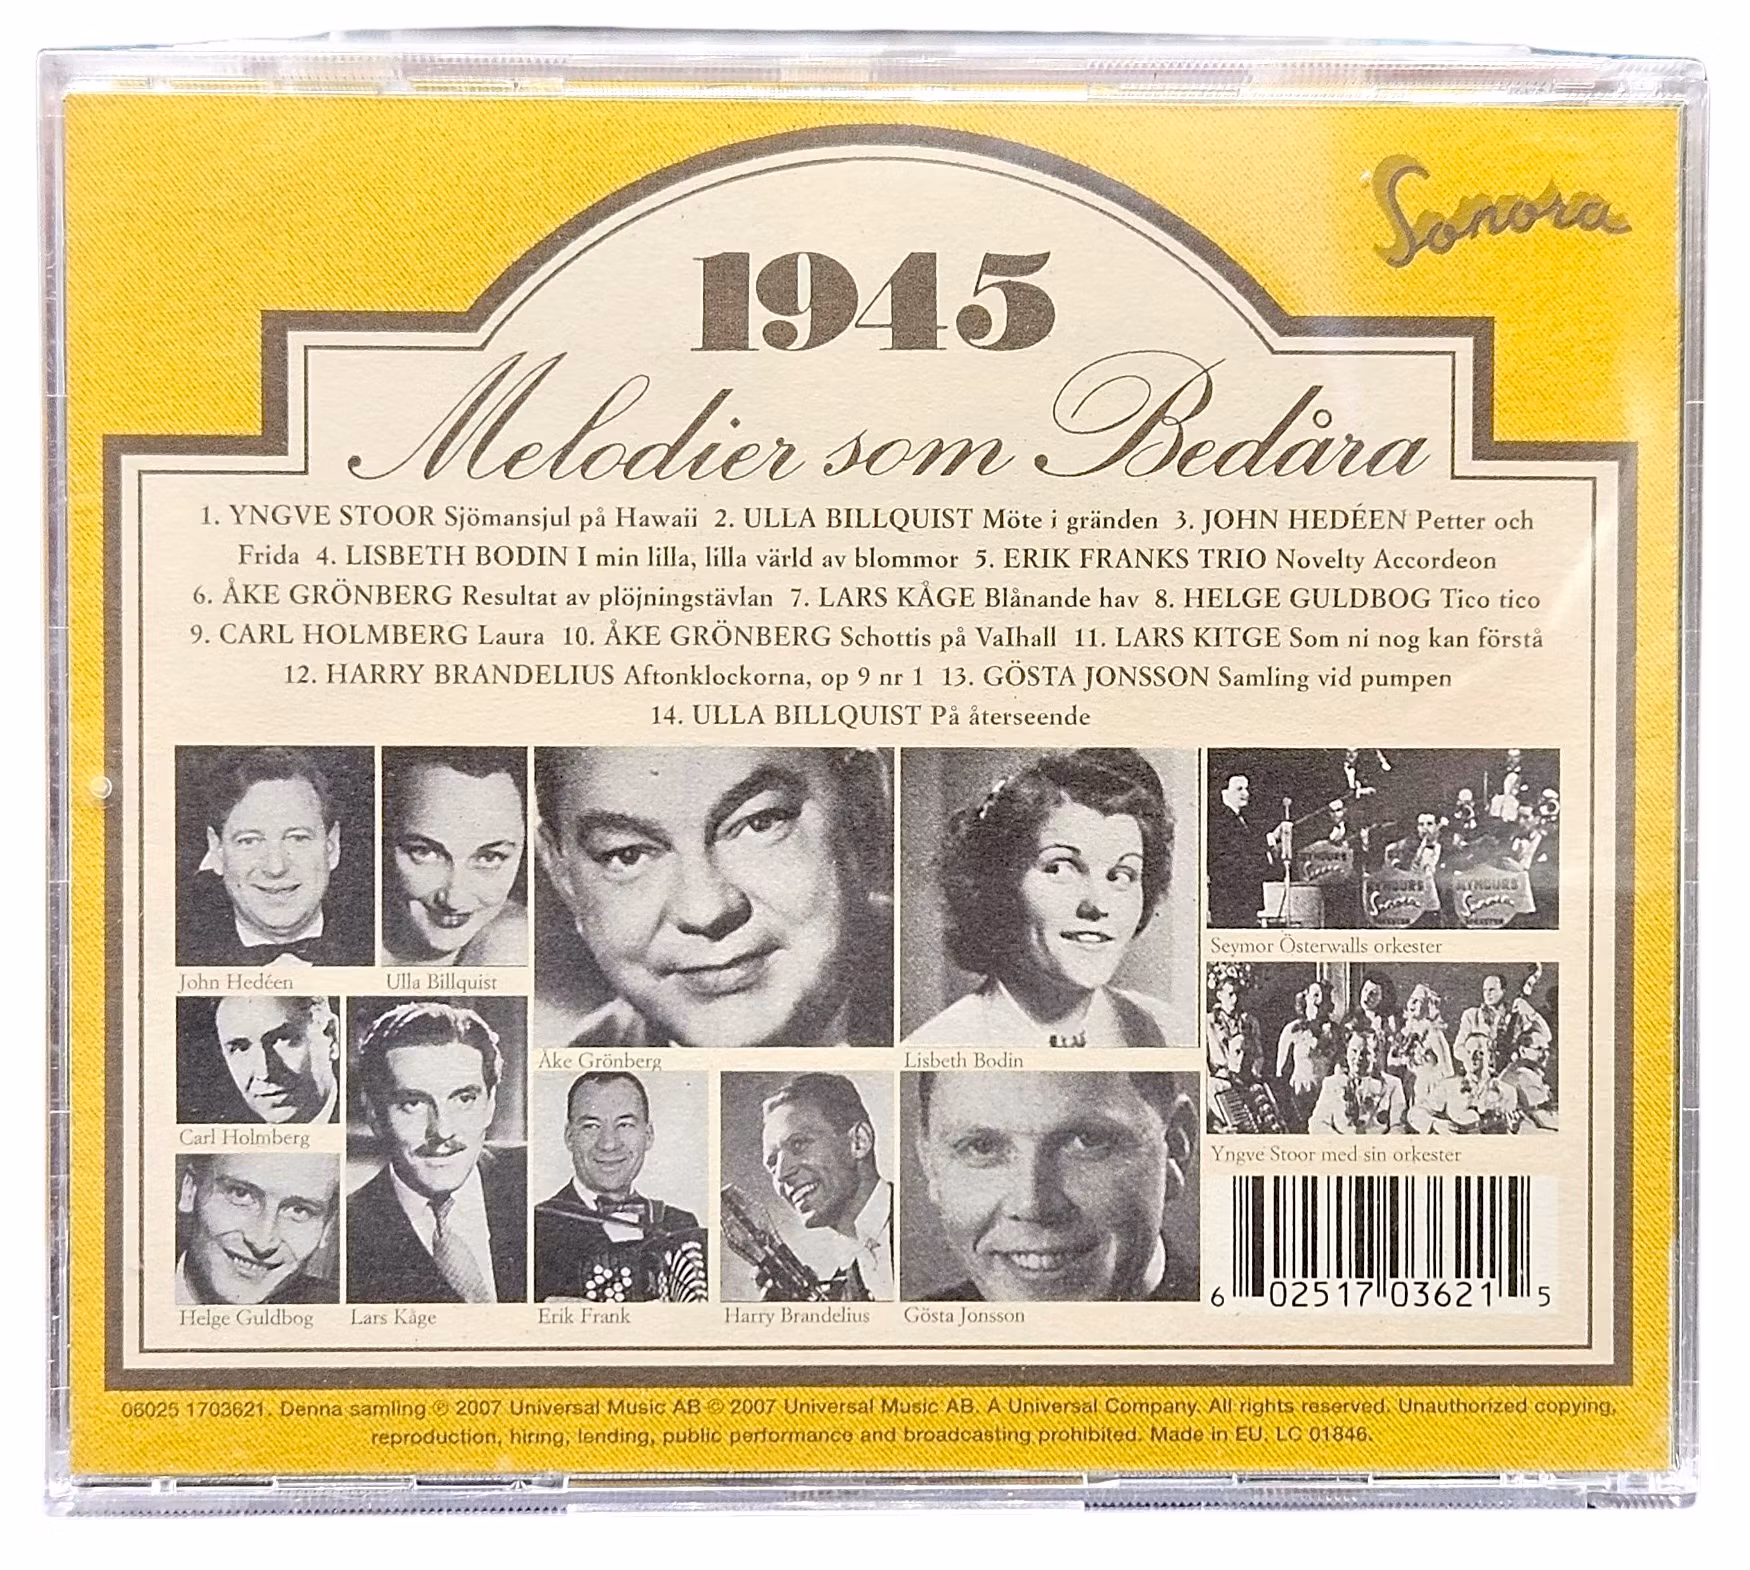 Sonora
1945
Melodier som Bedåra
1. YNGVE STOOR Sjömansjul på Hawaii 2. ULLA BILLQUIST Möte i gränden 3. JOHN HEDÉEN Petter och
Frida 4. LISBETH BODIN I min lilla, lilla värld av blommor 5. ERIK FRANKS TRIO Novelty Accordeon
6. ÅKE GRÖNBERG Resultat av plöjningstävlan 7. LARS KÅGE Blånande hav 8. HELGE GULDBOG Tico tico
9. CARL HOLMBERG Laura 10. ÅKE GRÖNBERG Schottis på VaIhall 11. LARS KITGE Som ni nog kan förstå
12. HARRY BRANDELIUS Aftonklockorna, op 9 nr 1 13. GÖSTA JONSSON Samling vid pumpen
14. ULLA BILLQUIST På återseende
SEYMOURS Sonora ORKESTER
SEYMOURS Sonora ORKESTER
Seymor Österwalls orkester
John Hedéen
Ulla Billquist
Åke Grönberg
Lisbeth Bodin
Carl Holmberg
Yngve Stoor med sin orkester
Helge Guldbog
Lars Kåge
Erik Frank
Harry Brandelius
Gösta Jonsson
6 02517 03621 5
06025 1703621. Denna samling ℗ 2007 Universal Music AB © 2007 Universal Music AB. A Universal Company. All rights reserved. Unauthorized copying,
reproduction, hiring, lending, public performance and broadcasting prohibited. Made in EU. LC 01846.